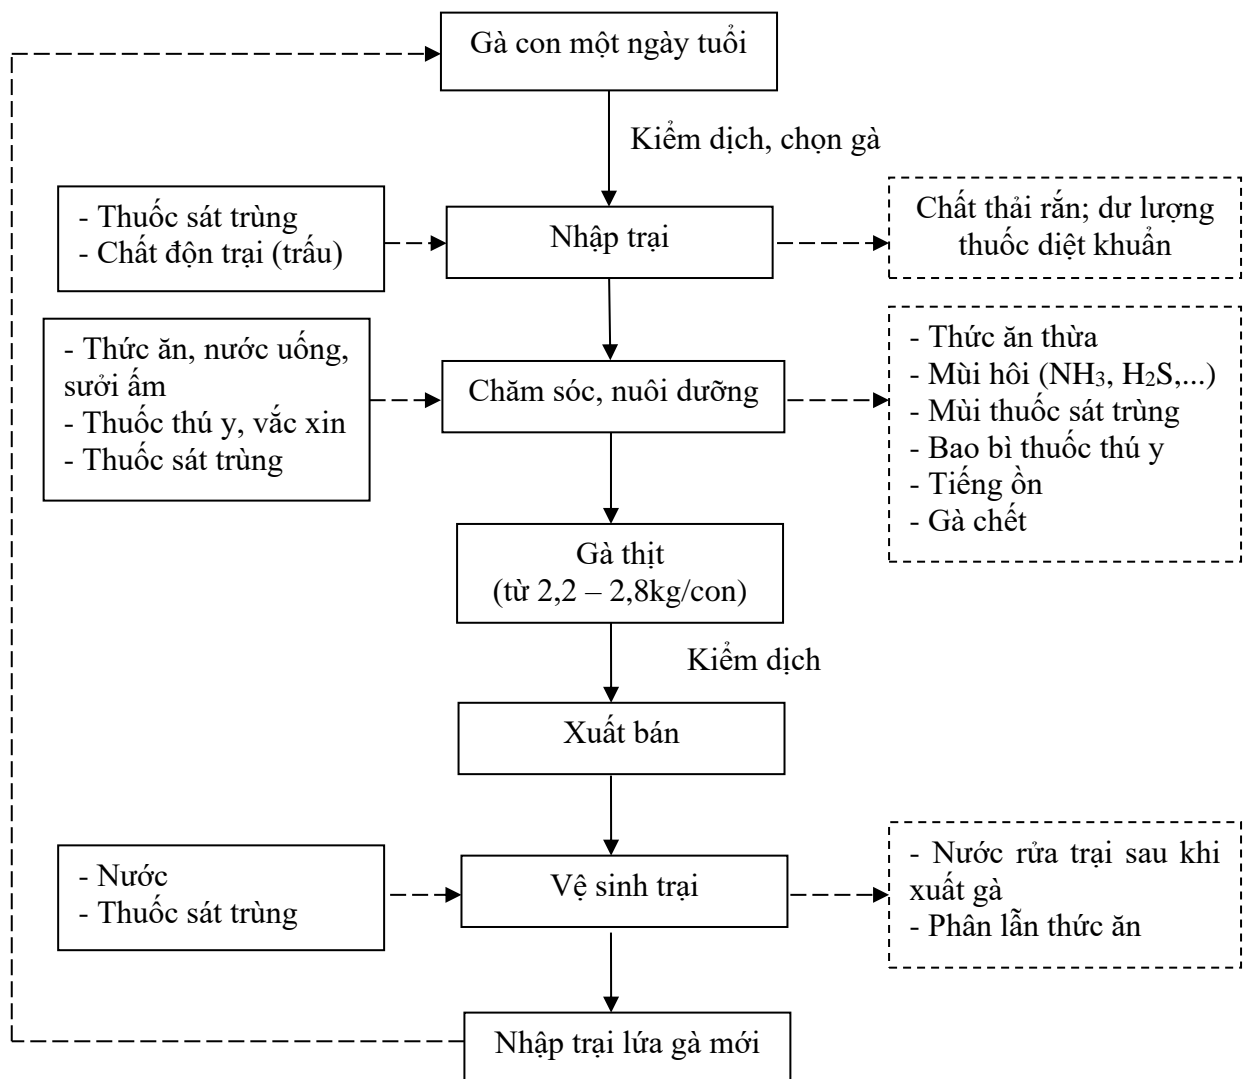 Gà con một ngày tuổi
Kiểm dịch, chọn gà
- Thuốc sát trùng
- Chất độn trại (trấu)
Nhập trại
Chất thải rắn; dư lượng
thuốc diệt khuẩn
- Thức ăn, nước uống,
sưởi ấm
- Thuốc thú y, vắc xin
- Thuốc sát trùng
Chăm sóc, nuôi dưỡng
- Thức ăn thừa
- Mùi hôi (NH₃, H₂S,...)
- Mùi thuốc sát trùng
- Bao bì thuốc thú y
- Tiếng ồn
- Gà chết
Gà thịt
(từ 2,2 – 2,8kg/con)
Kiểm dịch
Xuất bán
- Nước
- Thuốc sát trùng
Vệ sinh trại
- Nước rửa trại sau khi
xuất gà
- Phân lẫn thức ăn
Nhập trại lứa gà mới